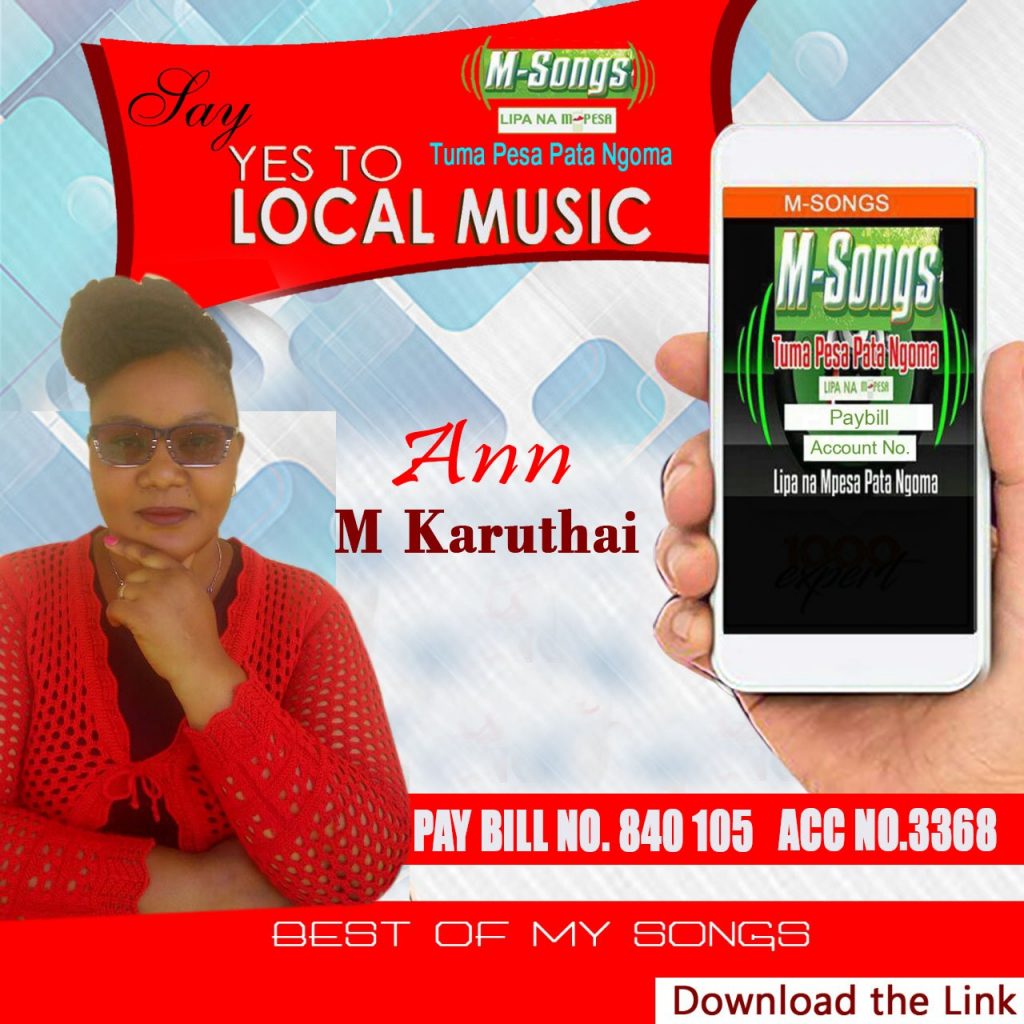 Say
YES TO
LOCAL MUSIC
M-Songs
LIPA NA M-PESA
Tuma Pesa Pata Ngoma
M-SONGS
M-Songs
Tuma Pesa Pata Ngoma
LIPA NA M-PESA
Paybill
Account No.
Lipa na Mpesa Pata Ngoma
1000
expert
Ann
M Karuthai
PAY BILL NO. 840 105 ACC NO.3368
BEST OF MY SONGS
Download the Link